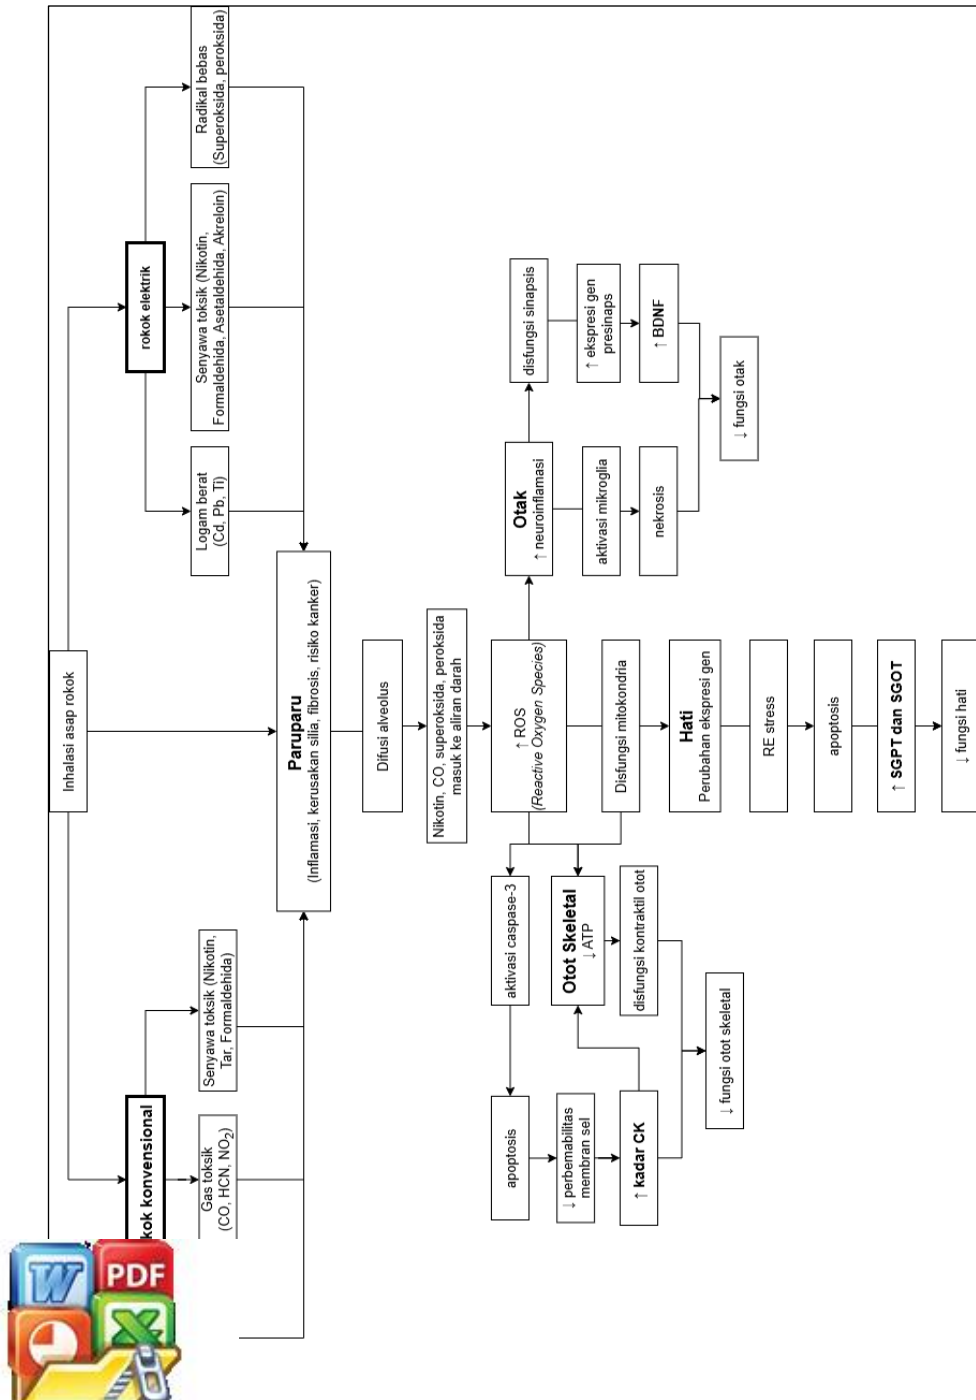 Inhalasi asap rokok
kok konvensional
rokok elektrik
Gas toksik
(CO, HCN, NO₂)
Senyawa toksik (Nikotin,
Tar, Formaldehida)
Logam berat
(Cd, Pb, Ti)
Senyawa toksik (Nikotin,
Formaldehida, Asetaldehida, Akreloin)
Radikal bebas
(Superoksida, peroksida)
Paruparu
(Inflamasi, kerusakan silia, fibrosis, risiko kanker)
Difusi alveolus
Nikotin, CO, superoksida, peroksida
masuk ke aliran darah
↑ ROS
(Reactive Oxygen Species)
aktivasi caspase-3
apoptosis
↓ perbemabilitas
membran sel
↑ kadar CK
Otot Skeletal
↓ ATP
disfungsi kontraktil otot
↓ fungsi otot skeletal
Disfungsi mitokondria
Hati
Perubahan ekspresi gen
RE stress
apoptosis
↑ SGPT dan SGOT
↓ fungsi hati
Otak
↑ neuroinflamasi
aktivasi mikroglia
nekrosis
disfungsi sinapsis
↑ ekspresi gen
presinaps
↑ BDNF
↓ fungsi otak
W
PDF
X